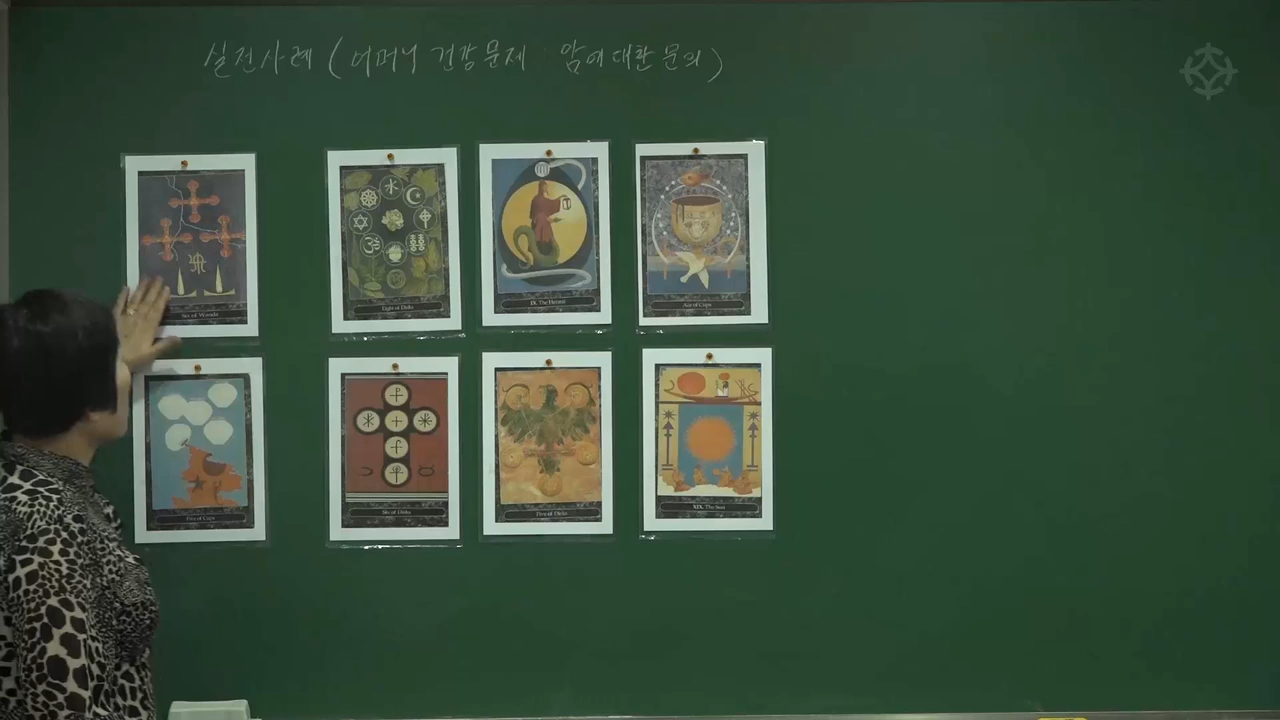 실전사례 (어머니 건강문제 : 암에 대한 문의)
Six of Wands
Eight of Disks
IX. The Hermit
Ace of Cups
Five of Cups
Six of Disks
Five of Disks
XIX. The Sun